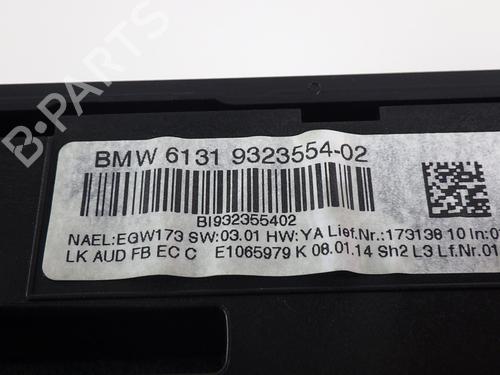 B-PARTS
BMW 6131 9323554-02
BI932355402
NAEL:EGW173 SW:03.01 HW:YA Lief.Nr.:173138 10 In:0
LK AUD FB EC C E1065979 K 08.01.14 Sh2 L3 Lf.Nr.01